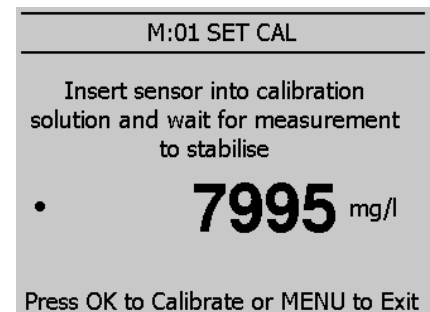 M:01 SET CAL
Insert sensor into calibration
solution and wait for measurement
to stabilise
• 7995 mg/l
Press OK to Calibrate or MENU to Exit